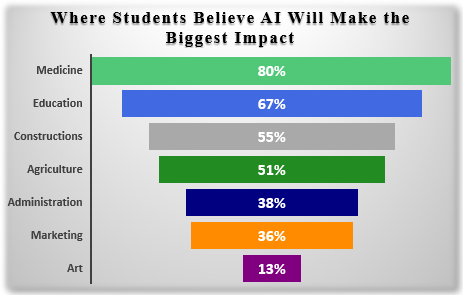 Where Students Believe AI Will Make the
Biggest Impact
Medicine 80%
Education 67%
Constructions 55%
Agriculture 51%
Administration 38%
Marketing 36%
Art 13%